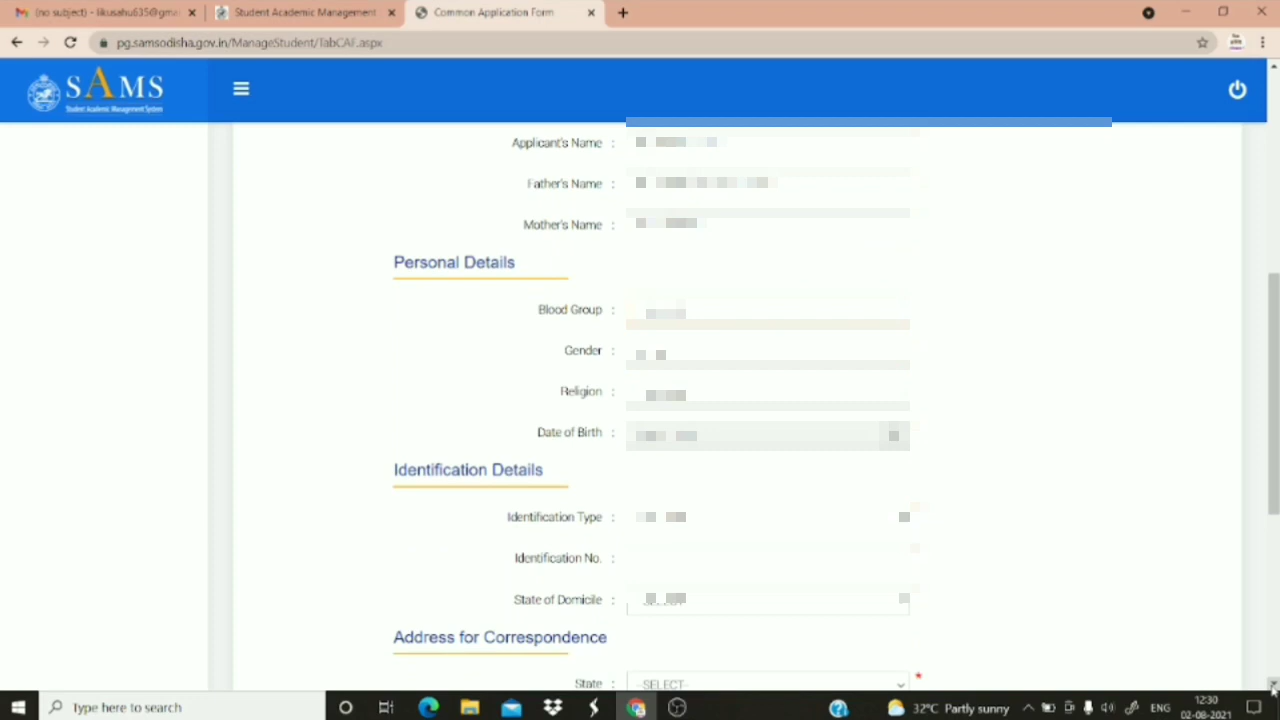 (no subject) - likusahu635@gma
Student Academic Management
Common Application Form
pg.samsodisha.gov.in/ManageStudent/TabCAF.aspx
SAMS
Student Academic Management System
Applicant's Name :
Father's Name :
Mother's Name :
Personal Details
Blood Group :
Gender :
Religion :
Date of Birth :
Identification Details
Identification Type :
Identification No. :
State of Domicile :
Address for Correspondence
State : --SELECT-- *
Type here to search
32°C Partly sunny
ENG
12:30
02-08-2021